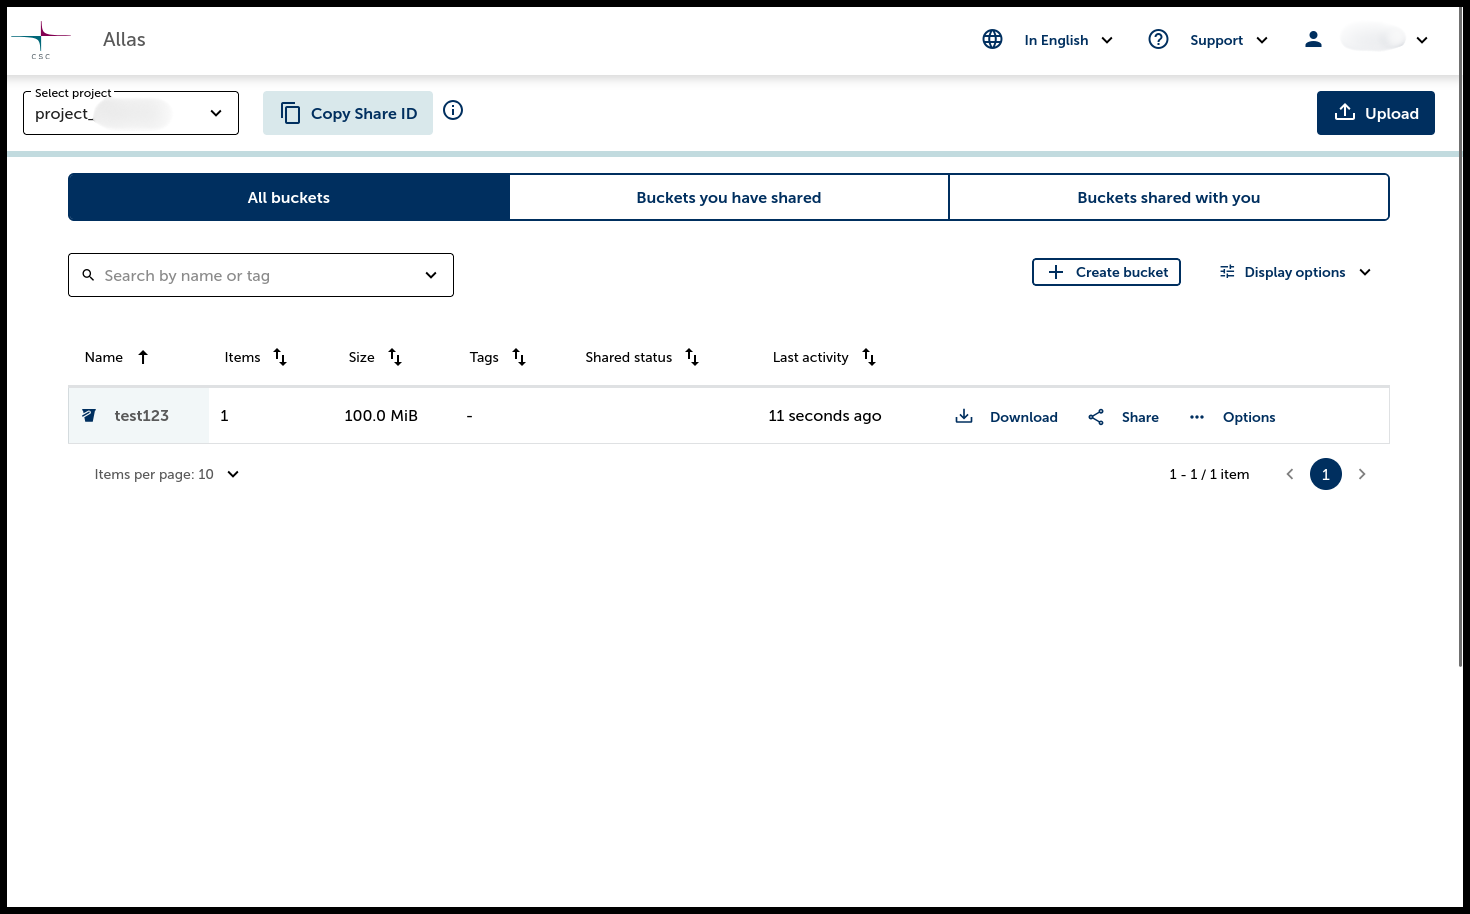 csc
Allas
In English
Support
Select project
project_
Copy Share ID
Upload
All buckets
Buckets you have shared
Buckets shared with you
Search by name or tag
Create bucket
Display options
Name Items Size Tags Shared status Last activity
test123 1 100.0 MiB - 11 seconds ago Download Share Options
Items per page: 10
1 - 1 / 1 item
1